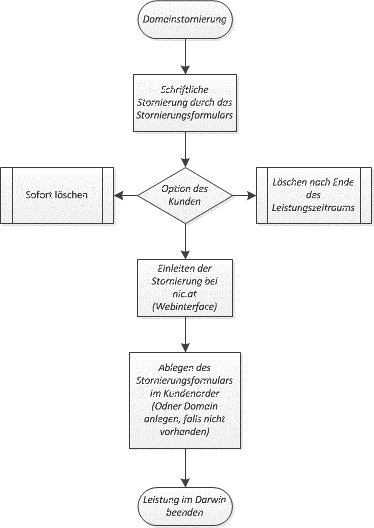 Domainstornierung
Schriftliche
Stornierung durch das
Stornierungsformulars
Sofort löschen
Option des
Kunden
Löschen nach Ende
des
Leistungszeitraums
Einleiten der
Stornierung bei
nic.at
(Webinterface)
Ablegen des
Stornierungsformulars
im Kundenorder
(Odner Domain
anlegen, falls nicht
vorhanden)
Leistung im Darwin
beenden